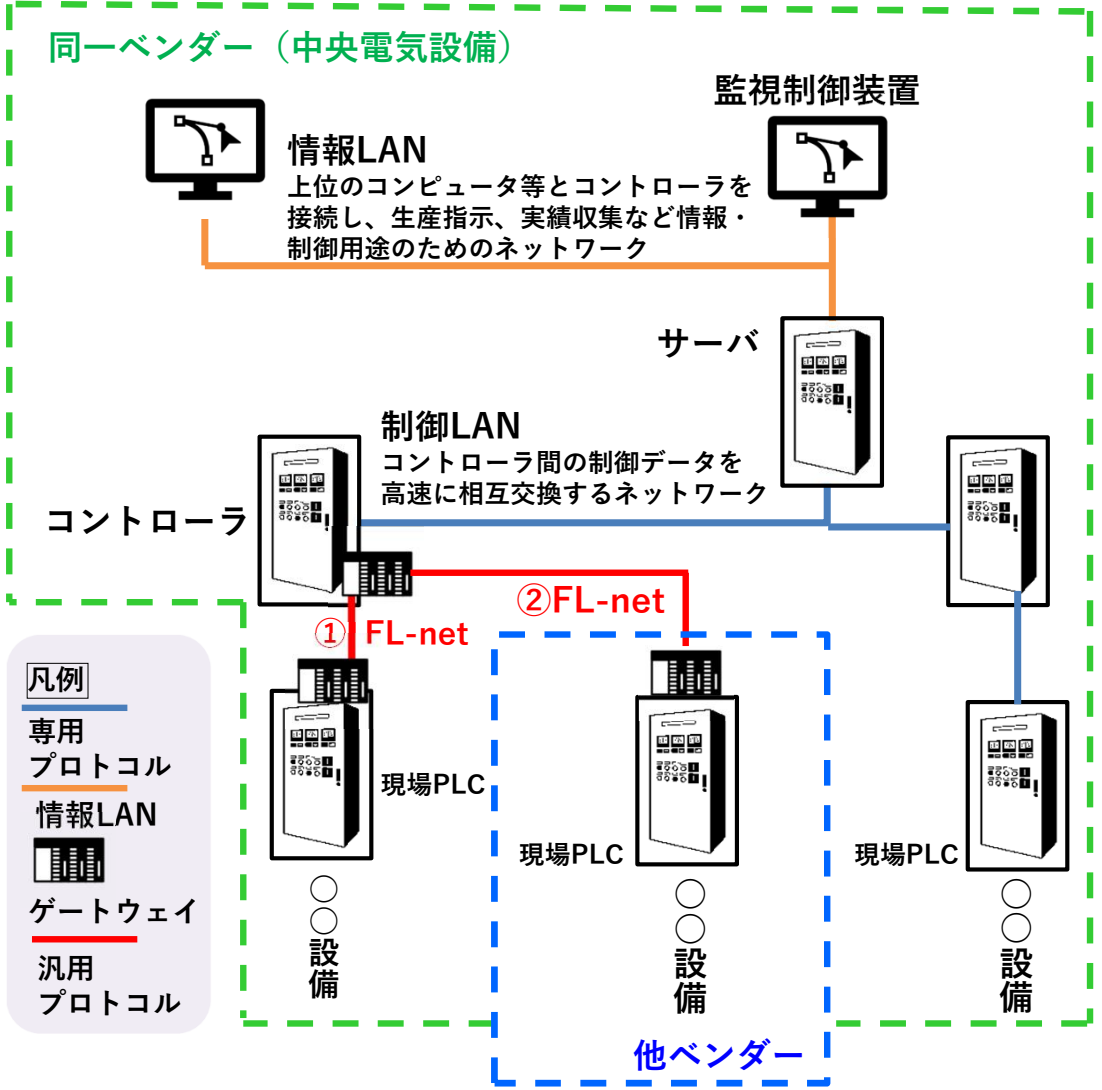 同一ベンダー（中央電気設備）
監視制御装置
情報LAN
上位のコンピュータ等とコントローラを
接続し、生産指示、実績収集など情報・
制御用途のためのネットワーク
サーバ
制御LAN
コントローラ間の制御データを
高速に相互交換するネットワーク
コントローラ
②FL-net
① FL-net
凡例
専用
プロトコル
情報LAN
ゲートウェイ
汎用
プロトコル
現場PLC
○○設備
現場PLC
○○設備
現場PLC
○○設備
他ベンダー